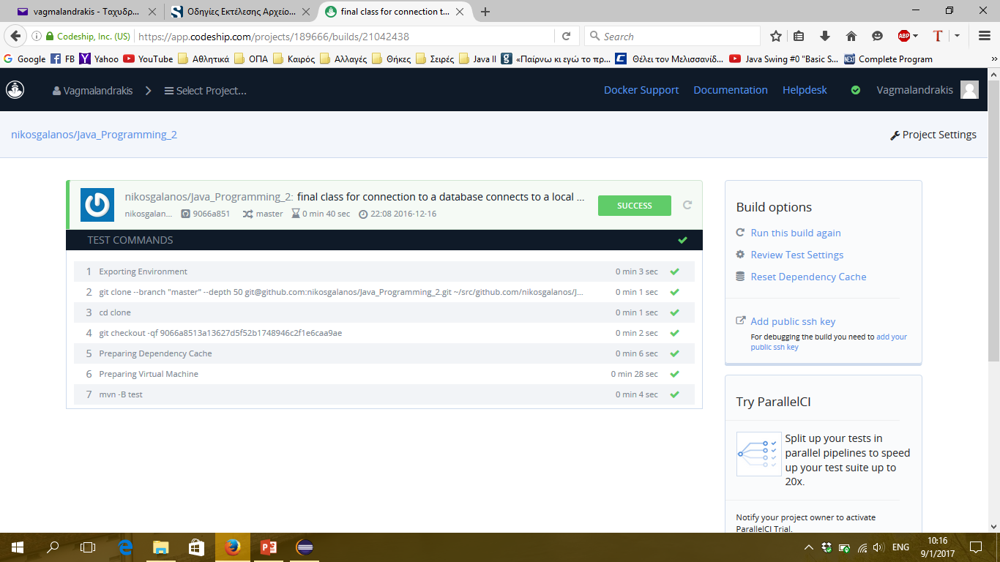 vagmalandrakis - Ταχυδρ...
Οδηγίες Εκτέλεσης Αρχείο...
final class for connection t...
Codeship, Inc. (US)
https://app.codeship.com/projects/189666/builds/21042438
Search
ABP
T
Google
FB
Yahoo
YouTube
Αθλητικά
ΟΠΑ
Καιρός
Αλλαγές
Θήκες
Σειρές
Java II
«Παίρνω κι εγώ το πρ...
Θέλει τον Μελισσανίδ...
Java Swing #0 "Basic S...
Complete Program
Vagmalandrakis
Select Project...
Docker Support
Documentation
Helpdesk
Vagmalandrakis
nikosgalanos/Java_Programming_2
Project Settings
nikosgalanos/Java_Programming_2: final class for connection to a database connects to a local ...
nikosgalan... 9066a851 master 0 min 40 sec 22:08 2016-12-16
SUCCESS
TEST COMMANDS
1 Exporting Environment 0 min 3 sec
2 git clone --branch "master" --depth 50 git@github.com:nikosgalanos/Java_Programming_2.git ~/src/github.com/nikosgalanos/J... 0 min 1 sec
3 cd clone 0 min 1 sec
4 git checkout -qf 9066a8513a13627d5f52b1748946c2f1e6caa9ae 0 min 2 sec
5 Preparing Dependency Cache 0 min 6 sec
6 Preparing Virtual Machine 0 min 28 sec
7 mvn -B test 0 min 4 sec
Build options
Run this build again
Review Test Settings
Reset Dependency Cache
Add public ssh key
For debugging the build you need to add your
public ssh key
Try ParallelCI
Split up your tests in
parallel pipelines to speed
up your test suite up to
20x.
Notify your project owner to activate
ParallelCI Trial.
ENG
10:16
9/1/2017